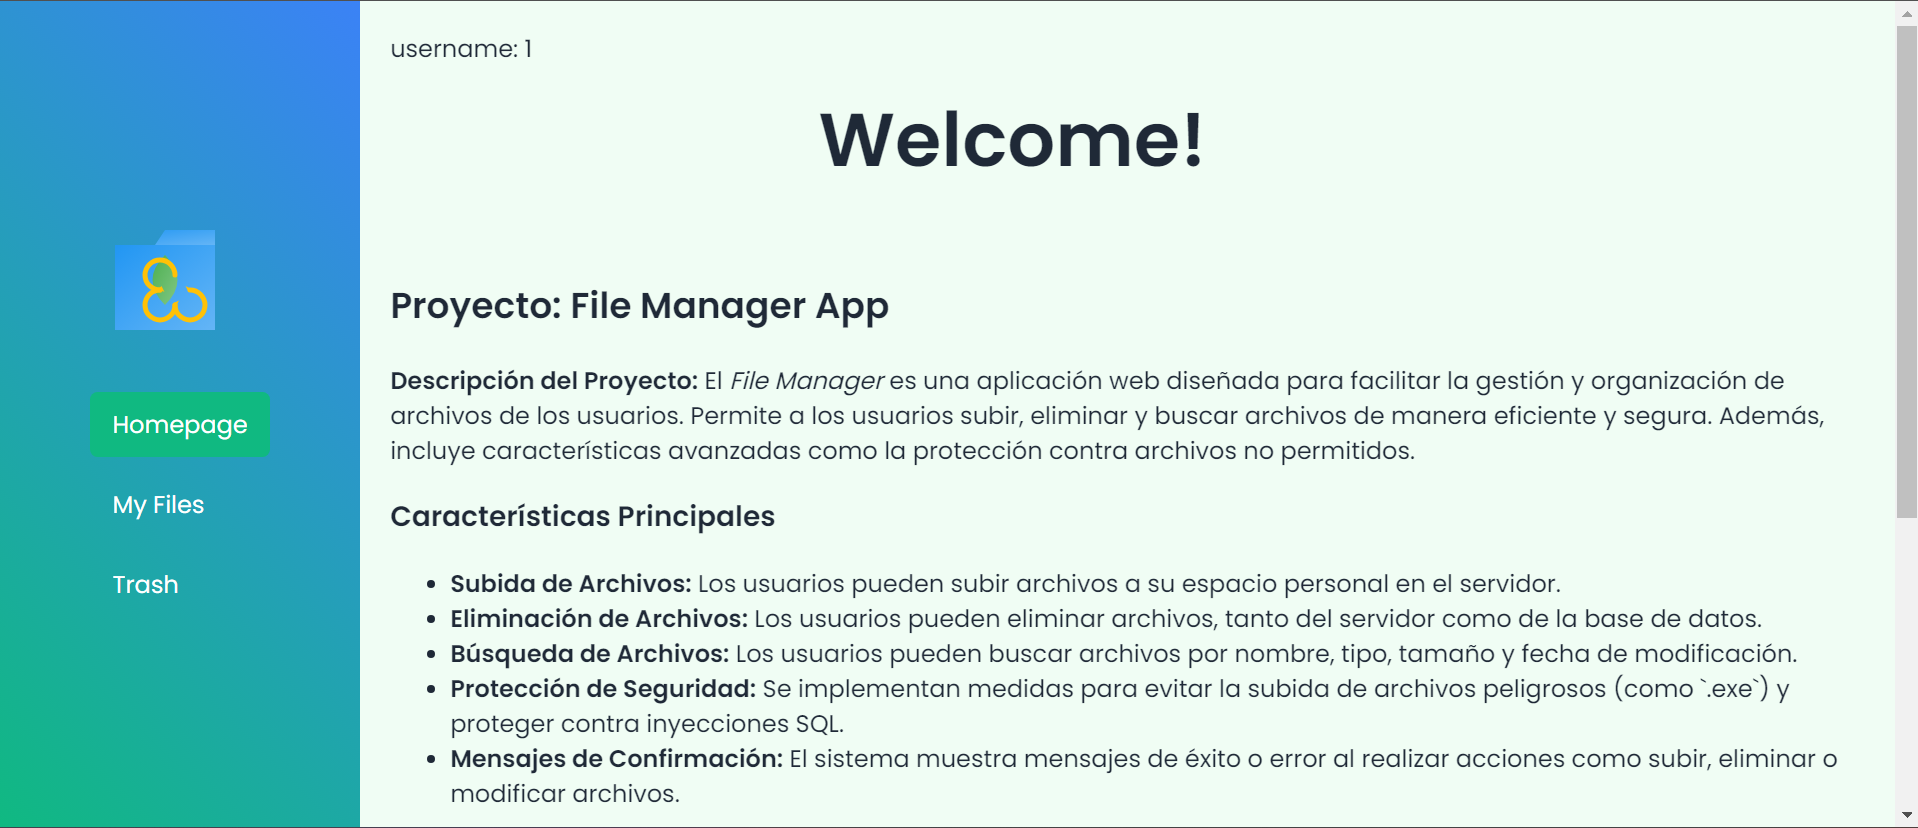 username: 1
Welcome!
Homepage
My Files
Trash
Proyecto: File Manager App
Descripción del Proyecto: El File Manager es una aplicación web diseñada para facilitar la gestión y organización de
archivos de los usuarios. Permite a los usuarios subir, eliminar y buscar archivos de manera eficiente y segura. Además,
incluye características avanzadas como la protección contra archivos no permitidos.
Características Principales
• Subida de Archivos: Los usuarios pueden subir archivos a su espacio personal en el servidor.
• Eliminación de Archivos: Los usuarios pueden eliminar archivos, tanto del servidor como de la base de datos.
• Búsqueda de Archivos: Los usuarios pueden buscar archivos por nombre, tipo, tamaño y fecha de modificación.
• Protección de Seguridad: Se implementan medidas para evitar la subida de archivos peligrosos (como `.exe`) y
proteger contra inyecciones SQL.
• Mensajes de Confirmación: El sistema muestra mensajes de éxito o error al realizar acciones como subir, eliminar o
modificar archivos.